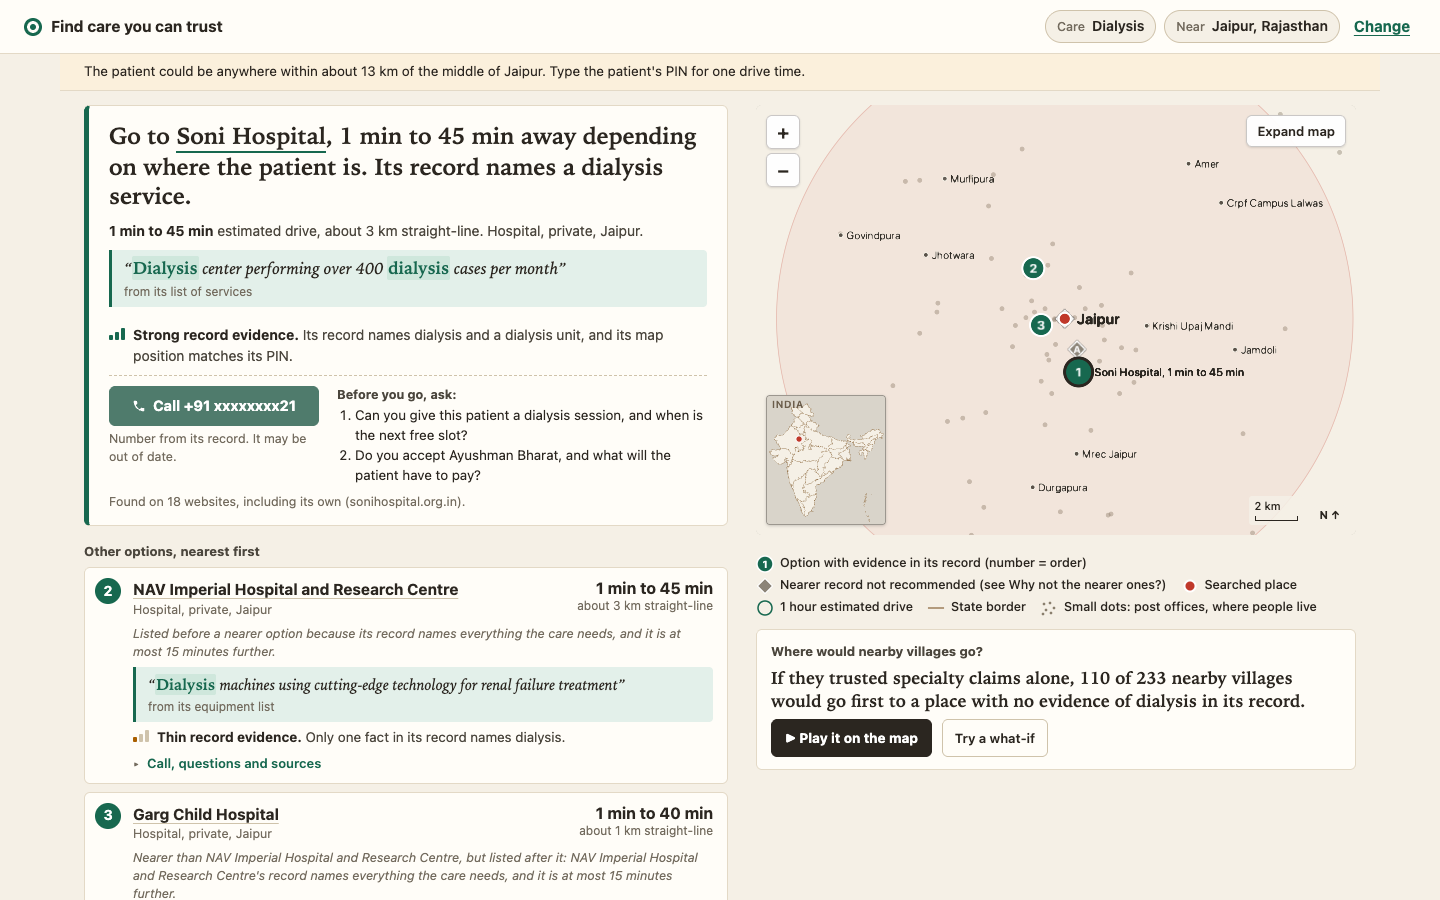 Find care you can trust
Care Dialysis
Near Jaipur, Rajasthan
Change
The patient could be anywhere within about 13 km of the middle of Jaipur. Type the patient's PIN for one drive time.
Go to Soni Hospital, 1 min to 45 min away depending
on where the patient is. Its record names a dialysis
service.
1 min to 45 min estimated drive, about 3 km straight-line. Hospital, private, Jaipur.
“Dialysis center performing over 400 dialysis cases per month”
from its list of services
Strong record evidence. Its record names dialysis and a dialysis unit, and its map
position matches its PIN.
Call +91 xxxxxxxx21
Number from its record. It may be
out of date.
Before you go, ask:
1. Can you give this patient a dialysis session, and when is
the next free slot?
2. Do you accept Ayushman Bharat, and what will the
patient have to pay?
Found on 18 websites, including its own (sonihospital.org.in).
Other options, nearest first
2
NAV Imperial Hospital and Research Centre
1 min to 45 min
Hospital, private, Jaipur
about 3 km straight-line
Listed before a nearer option because its record names everything the care needs, and it is at
most 15 minutes further.
“Dialysis machines using cutting-edge technology for renal failure treatment”
from its equipment list
Thin record evidence. Only one fact in its record names dialysis.
Call, questions and sources
3
Garg Child Hospital
1 min to 40 min
Hospital, private, Jaipur
about 1 km straight-line
Nearer than NAV Imperial Hospital and Research Centre, but listed after it: NAV Imperial Hospital
and Research Centre's record names everything the care needs, and it is at most 15 minutes
further.
+
−
Expand map
Amer
Murlipura
Crpf Campus Lalwas
Govindpura
Jhotwara
2
3
Jaipur
Krishi Upaj Mandi
A
Jamdoli
1
Soni Hospital, 1 min to 45 min
INDIA
Mrec Jaipur
Durgapura
2 km
N ↑
1 Option with evidence in its record (number = order)
Nearer record not recommended (see Why not the nearer ones?)
Searched place
1 hour estimated drive
State border
Small dots: post offices, where people live
Where would nearby villages go?
If they trusted specialty claims alone, 110 of 233 nearby villages
would go first to a place with no evidence of dialysis in its record.
Play it on the map
Try a what-if